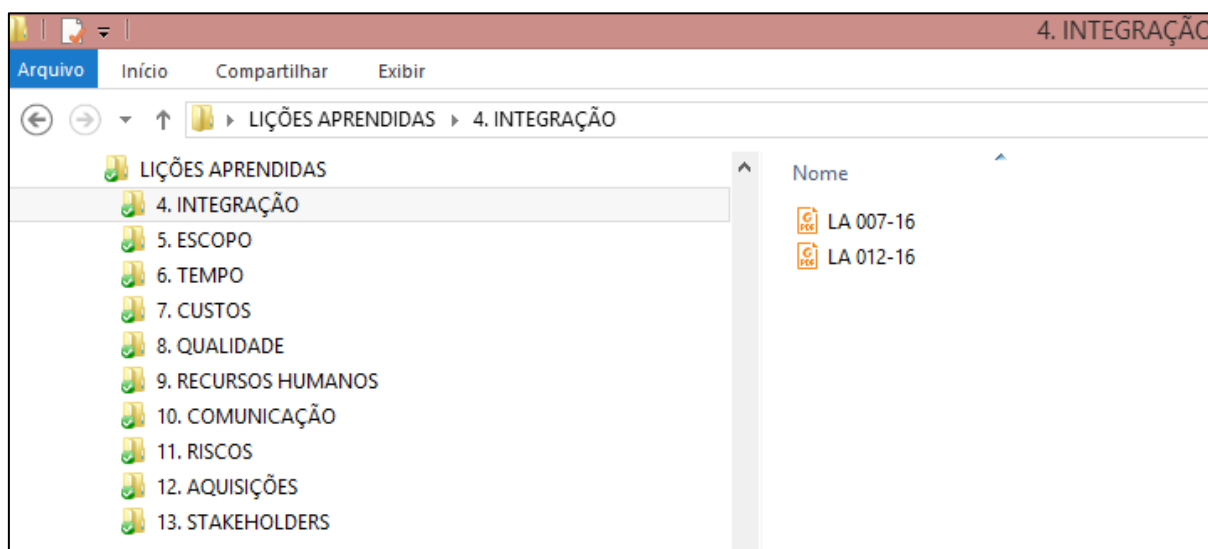 4. INTEGRAÇÃO
Arquivo Início Compartilhar Exibir
LIÇÕES APRENDIDAS 4. INTEGRAÇÃO
LIÇÕES APRENDIDAS
4. INTEGRAÇÃO
5. ESCOPO
6. TEMPO
7. CUSTOS
8. QUALIDADE
9. RECURSOS HUMANOS
10. COMUNICAÇÃO
11. RISCOS
12. AQUISIÇÕES
13. STAKEHOLDERS
Nome
LA 007-16
LA 012-16